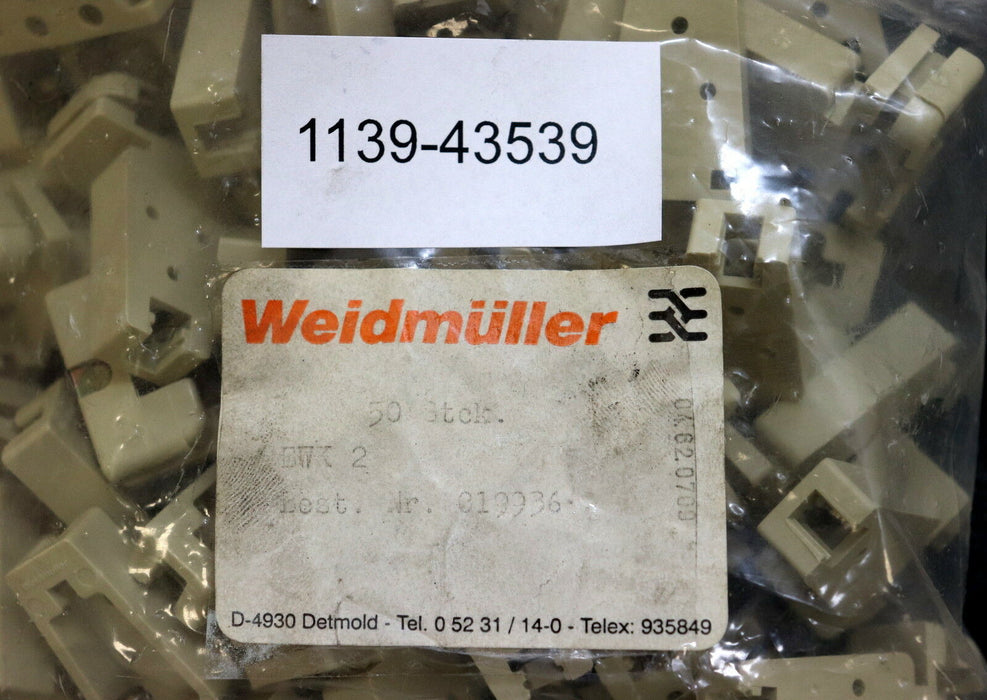 1139-43539
Weidmüller
50 Stck.
EWK 2
Best. Nr. 019936
0K620709
D-4930 Detmold - Tel. 0 52 31 / 14-0 - Telex: 935849